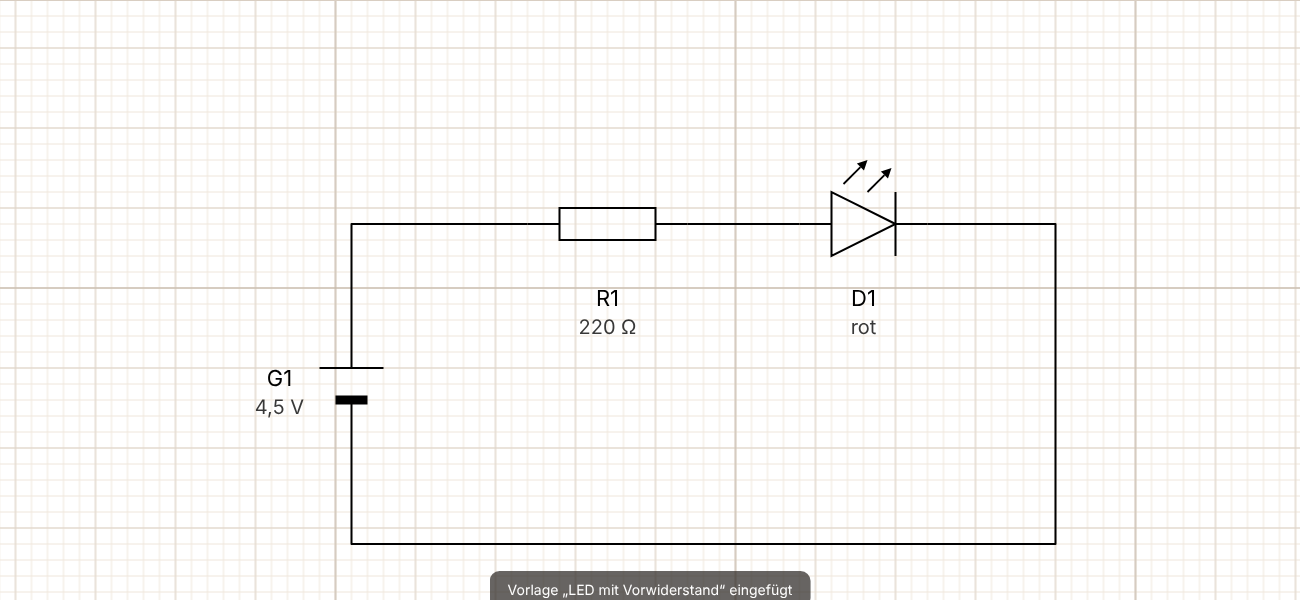 R1
220 Ω
D1
rot
G1
4,5 V
Vorlage „LED mit Vorwiderstand“ eingefügt